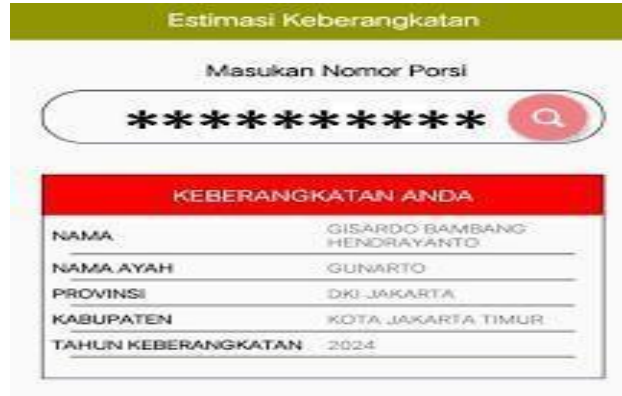 Estimasi Keberangkatan
Masukan Nomor Porsi
**********
KEBERANGKATAN ANDA
NAMA GISARDO BAMBANG
HENDRAYANTO
NAMA AYAH GUNARTO
PROVINSI DKI JAKARTA
KABUPATEN KOTA JAKARTA TIMUR
TAHUN KEBERANGKATAN 2024